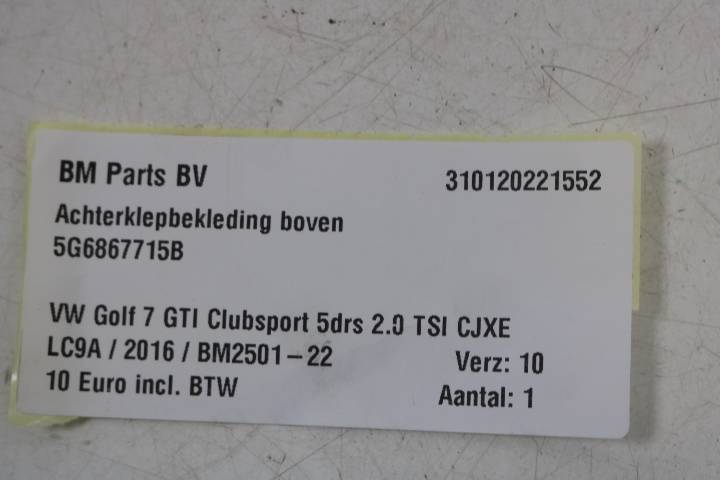 BM Parts BV 310120221552
Achterklepbekleding boven
5G6867715B
VW Golf 7 GTI Clubsport 5drs 2.0 TSI CJXE
LC9A / 2016 / BM2501-22 Verz: 10
10 Euro incl. BTW Aantal: 1